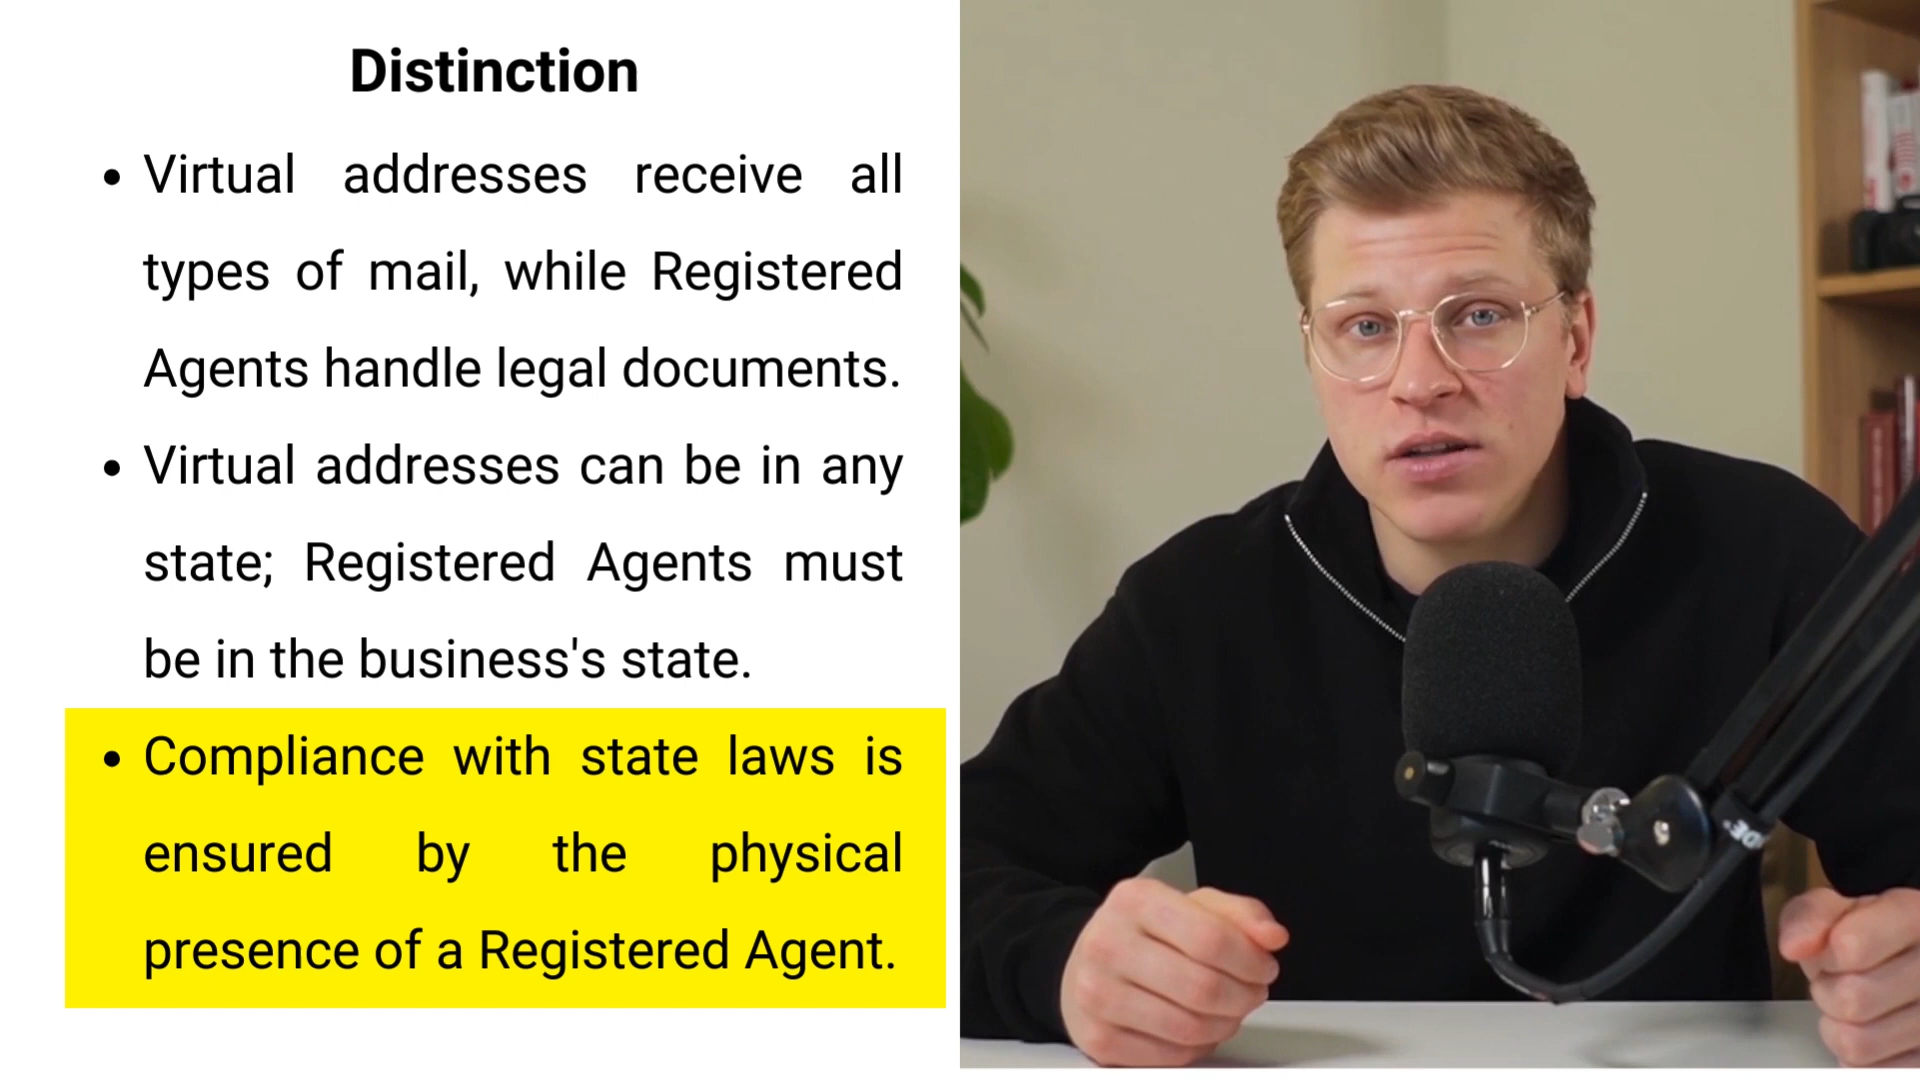 Distinction
• Virtual addresses receive all
types of mail, while Registered
Agents handle legal documents.
• Virtual addresses can be in any
state; Registered Agents must
be in the business's state.
• Compliance with state laws is
ensured by the physical
presence of a Registered Agent.